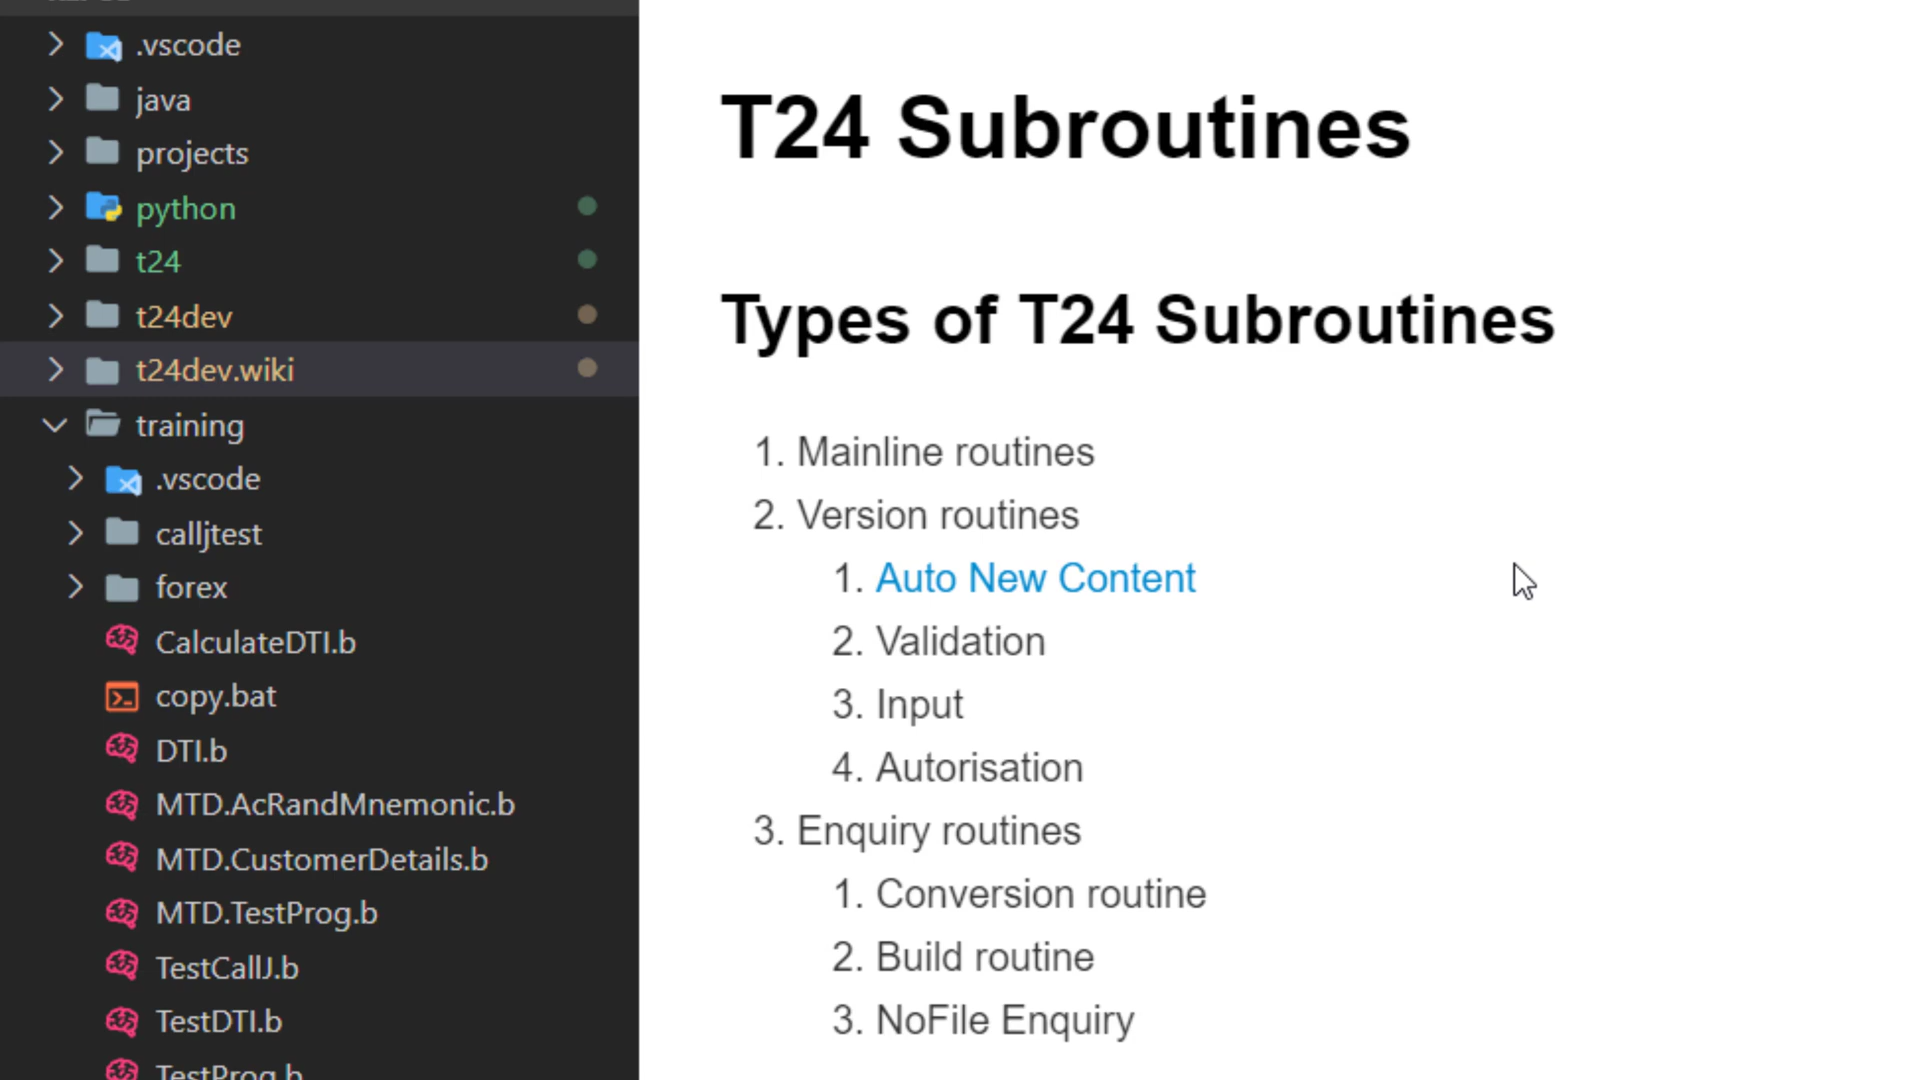 .vscode
java
projects
python
t24
t24dev
t24dev.wiki
training
.vscode
calljtest
forex
CalculateDTI.b
copy.bat
DTI.b
MTD.AcRandMnemonic.b
MTD.CustomerDetails.b
MTD.TestProg.b
TestCallJ.b
TestDTI.b
TestProg.b
T24 Subroutines
Types of T24 Subroutines
1. Mainline routines
2. Version routines
1. Auto New Content
2. Validation
3. Input
4. Autorisation
3. Enquiry routines
1. Conversion routine
2. Build routine
3. NoFile Enquiry